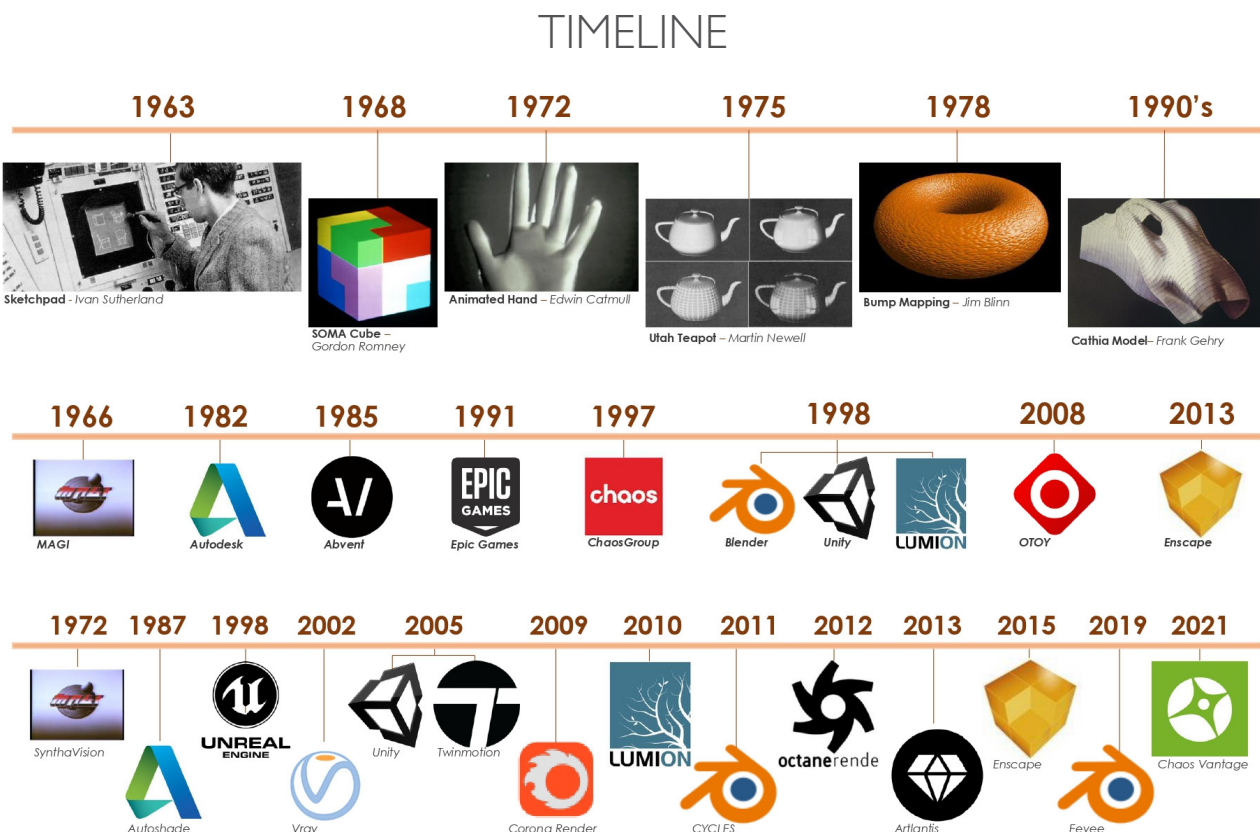 TIMELINE
1963
1968
1972
1975
1978
1990's
Sketchpad - Ivan Sutherland
SOMA Cube –
Gordon Romney
Animated Hand – Edwin Catmull
Utah Teapot – Martin Newell
Bump Mapping – Jim Blinn
Cathia Model– Frank Gehry
1966
1982
1985
1991
1997
1998
2008
2013
EPIC
GAMES
chaos
LUMION
MAGI
Autodesk
Abvent
Epic Games
ChaosGroup
Blender
Unity
OTOY
Enscape
1972
1987
1998
2002
2005
2009
2010
2011
2012
2013
2015
2019
2021
SynthaVision
UNREAL
ENGINE
Unity
Twinmotion
LUMION
octanerende
Enscape
Chaos Vantage
Autoshade
Vray
Corona Render
CYCLES
Artlantis
Eevee